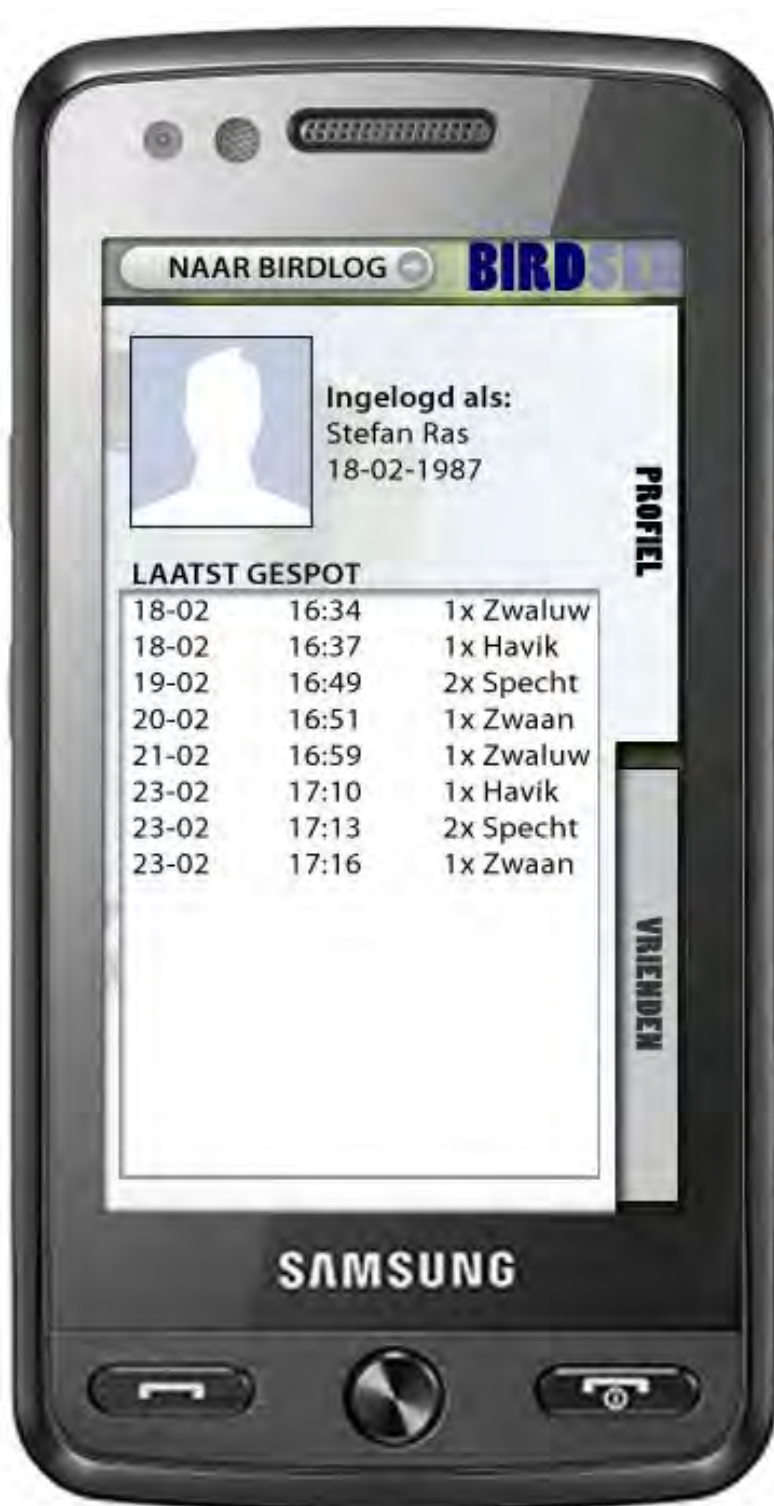 NAAR BIRDLOG
BIRD
Ingelogd als:
Stefan Ras
18-02-1987
PROFIEL
LAATST GESPOT
18-02 16:34 1x Zwaluw
18-02 16:37 1x Havik
19-02 16:49 2x Specht
20-02 16:51 1x Zwaan
21-02 16:59 1x Zwaluw
23-02 17:10 1x Havik
23-02 17:13 2x Specht
23-02 17:16 1x Zwaan
VRIENDEN
SAMSUNG